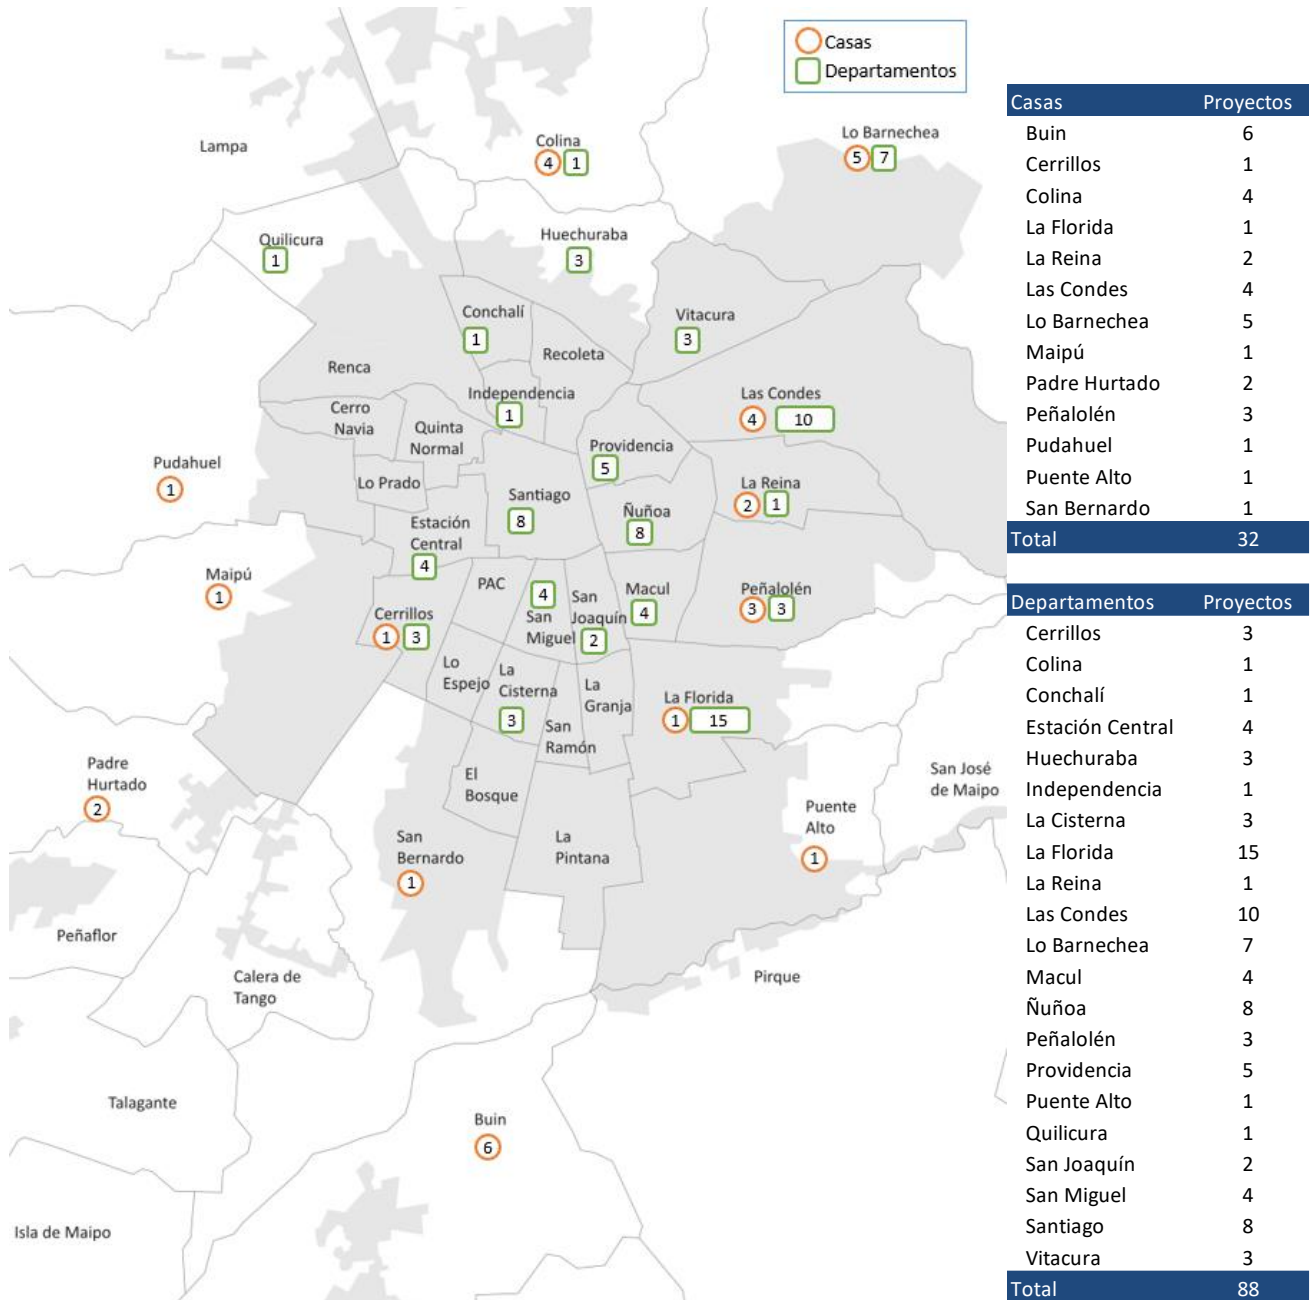 Casas
Departamentos
Lampa
Colina
4 1
Lo Barnechea
5 7
Quilicura
1
Huechuraba
3
Conchalí
1
Vitacura
3
Recoleta
Renca
Independencia
1
Las Condes
4 10
Cerro
Navia
Quinta
Normal
Providencia
5
Pudahuel
1
Lo Prado
Santiago
8
La Reina
2 1
Ñuñoa
8
Estación
Central
4
Maipú
1
PAC
4
San
Miguel
San
Joaquín
2
Macul
4
Peñalolén
3 3
Cerrillos
1 3
Lo
Espejo
La
Cisterna
3
La
Granja
San
Ramón
La Florida
1 15
Padre
Hurtado
2
El
Bosque
San José
de Maipo
Puente
Alto
1
San
Bernardo
1
La
Pintana
Peñaflor
Calera de
Tango
Pirque
Talagante
Buin
6
Isla de Maipo
Casas Proyectos
Buin 6
Cerrillos 1
Colina 4
La Florida 1
La Reina 2
Las Condes 4
Lo Barnechea 5
Maipú 1
Padre Hurtado 2
Peñalolén 3
Pudahuel 1
Puente Alto 1
San Bernardo 1
Total 32
Departamentos Proyectos
Cerrillos 3
Colina 1
Conchalí 1
Estación Central 4
Huechuraba 3
Independencia 1
La Cisterna 3
La Florida 15
La Reina 1
Las Condes 10
Lo Barnechea 7
Macul 4
Ñuñoa 8
Peñalolén 3
Providencia 5
Puente Alto 1
Quilicura 1
San Joaquín 2
San Miguel 4
Santiago 8
Vitacura 3
Total 88